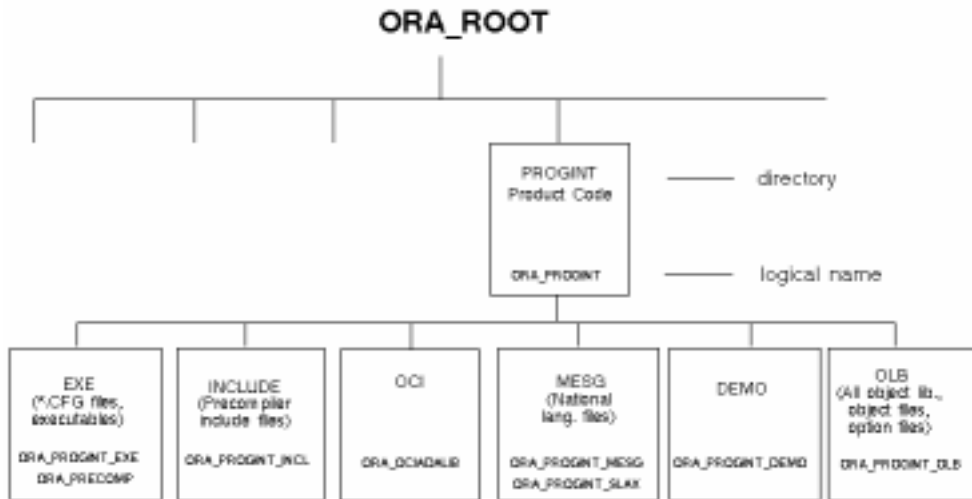 ORA_ROOT
PROGINT
Product Code
directory
ORA_PROGINT
logical name
EXE
(*.CFG files,
executables)
ORA_PROGINT_EXE
ORA_PRECOMP
INCLUDE
(Precompiler
include files)
ORA_PROGINT_INCL
OCI
ORA_OCIADALIB
MESG
(National
lang. files)
ORA_PROGINT_MESG
ORA_PROGINT_SLAX
DEMO
ORA_PROGINT_DEMO
OLB
(All object lib.,
object files,
option files)
ORA_PROGINT_OLB